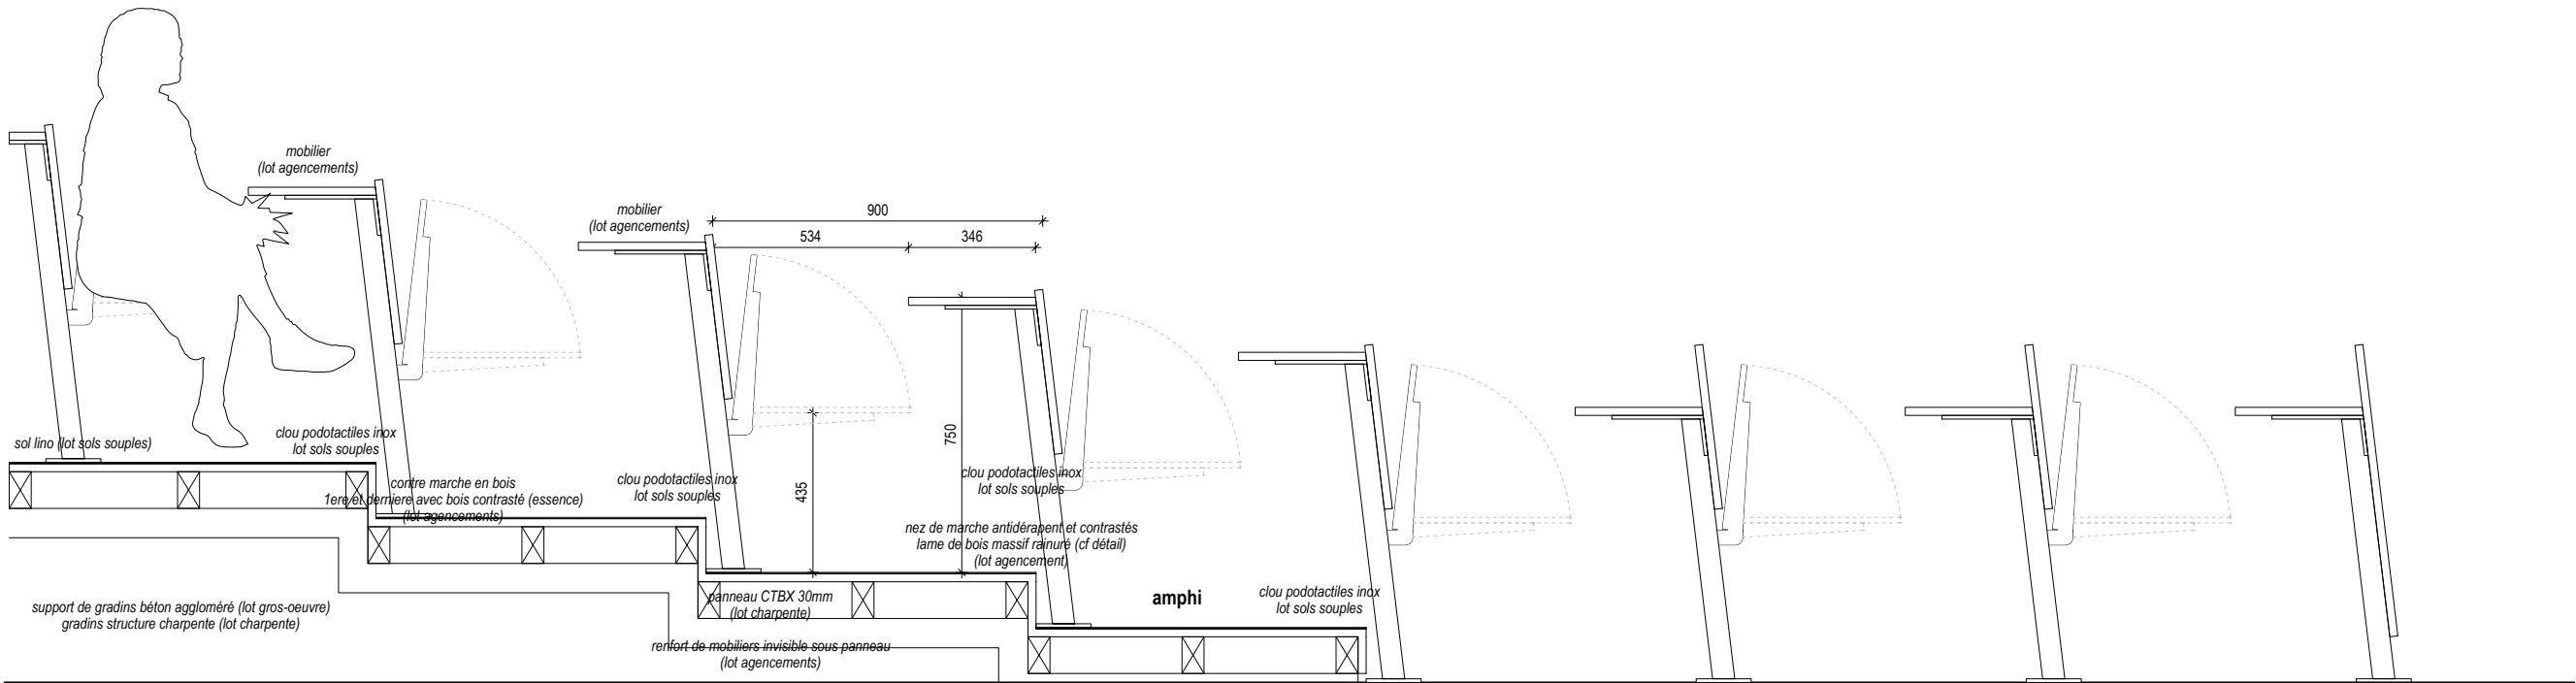 mobilier
(lot agencements)
mobilier
(lot agencements)
900
534
346
750
435
sol lino (lot sols souples)
clou podotactiles inox
lot sols souples
contre marche en bois
1ere et derniere avec bois contrasté (essence)
(lot agencements)
clou podotactiles inox
lot sols souples
clou podotactiles inox
lot sols souples
nez de marche antidérapent et contrastés
lame de bois massif rainuré (cf détail)
(lot agencement)
panneau CTBX 30mm
(lot charpente)
amphi
clou podotactiles inox
lot sols souples
support de gradins béton aggloméré (lot gros-oeuvre)
gradins structure charpente (lot charpente)
renfort de mobiliers invisible sous panneau
(lot agencements)